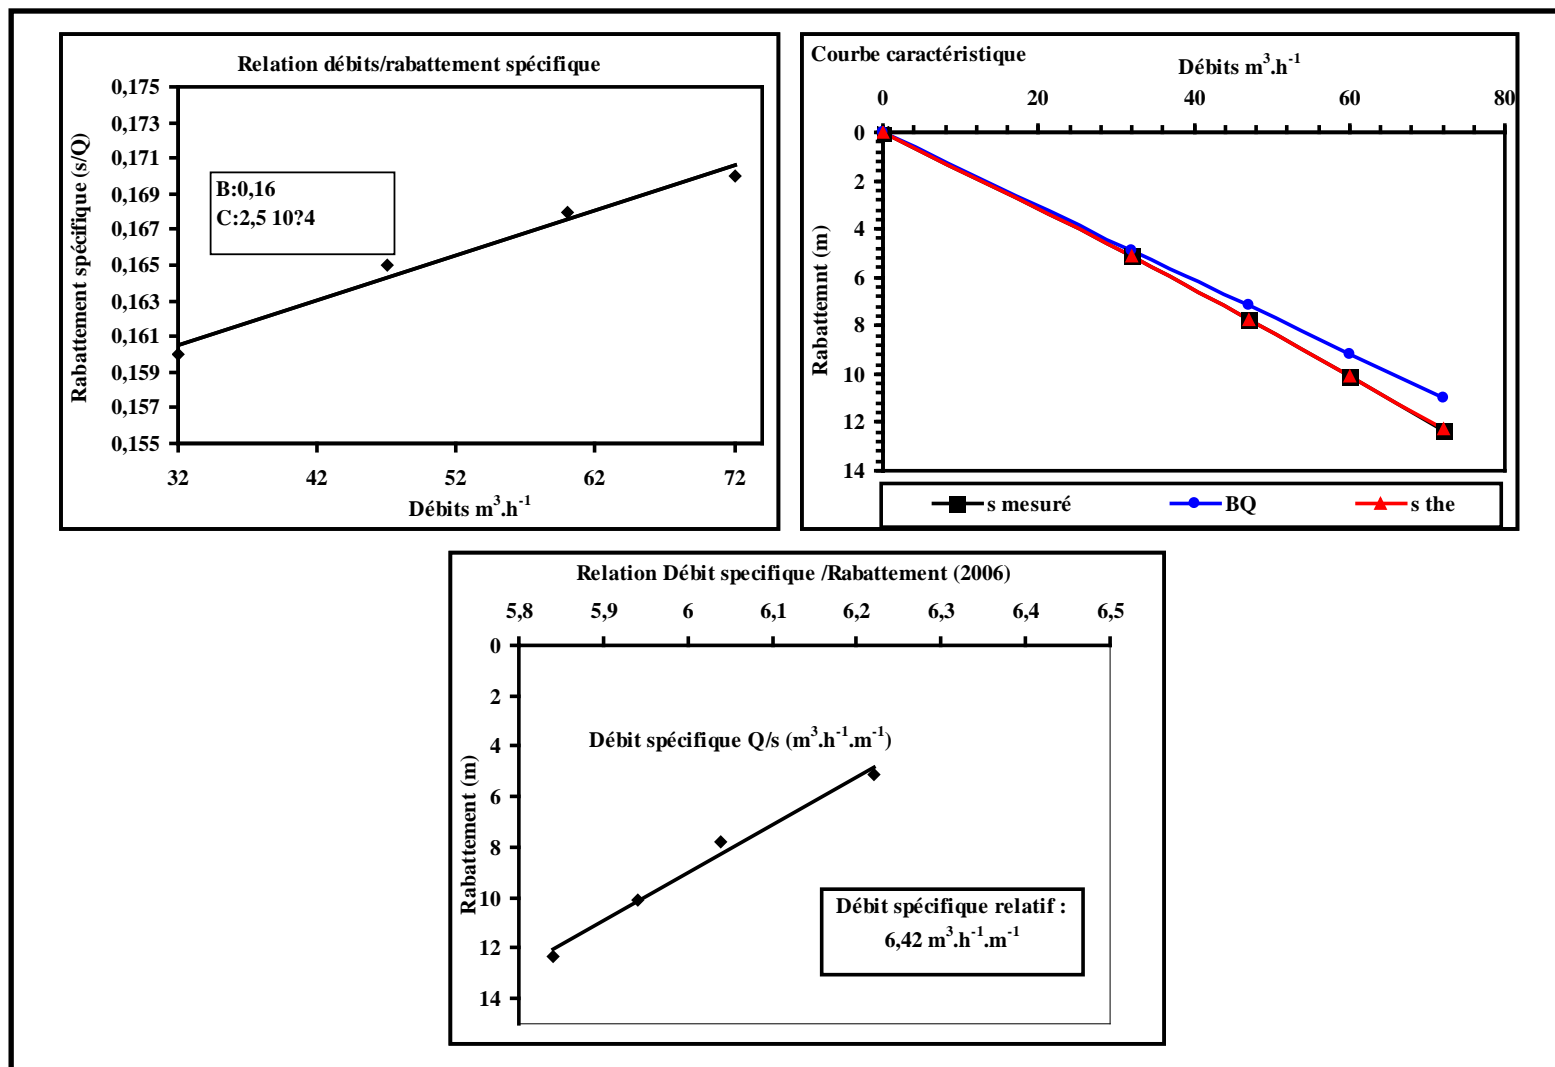 Relation débits/rabattement spécifique
0,175
0,173
0,171
0,169
0,167
0,165
0,163
0,161
0,159
0,157
0,155
Rabattement spécifique (s/Q)
B:0,16
C:2,5 10?4
32 42 52 62 72
Débits m³.h⁻¹
Courbe caractéristique
Débits m³.h⁻¹
0 20 40 60 80
0
2
4
6
8
10
12
14
Rabattemnt (m)
s mesuré BQ s the
Relation Débit specifique /Rabattement (2006)
5,8 5,9 6 6,1 6,2 6,3 6,4 6,5
0
2
4
6
8
10
12
14
Rabattement (m)
Débit spécifique Q/s (m³.h⁻¹.m⁻¹)
Débit spécifique relatif :
6,42 m³.h⁻¹.m⁻¹